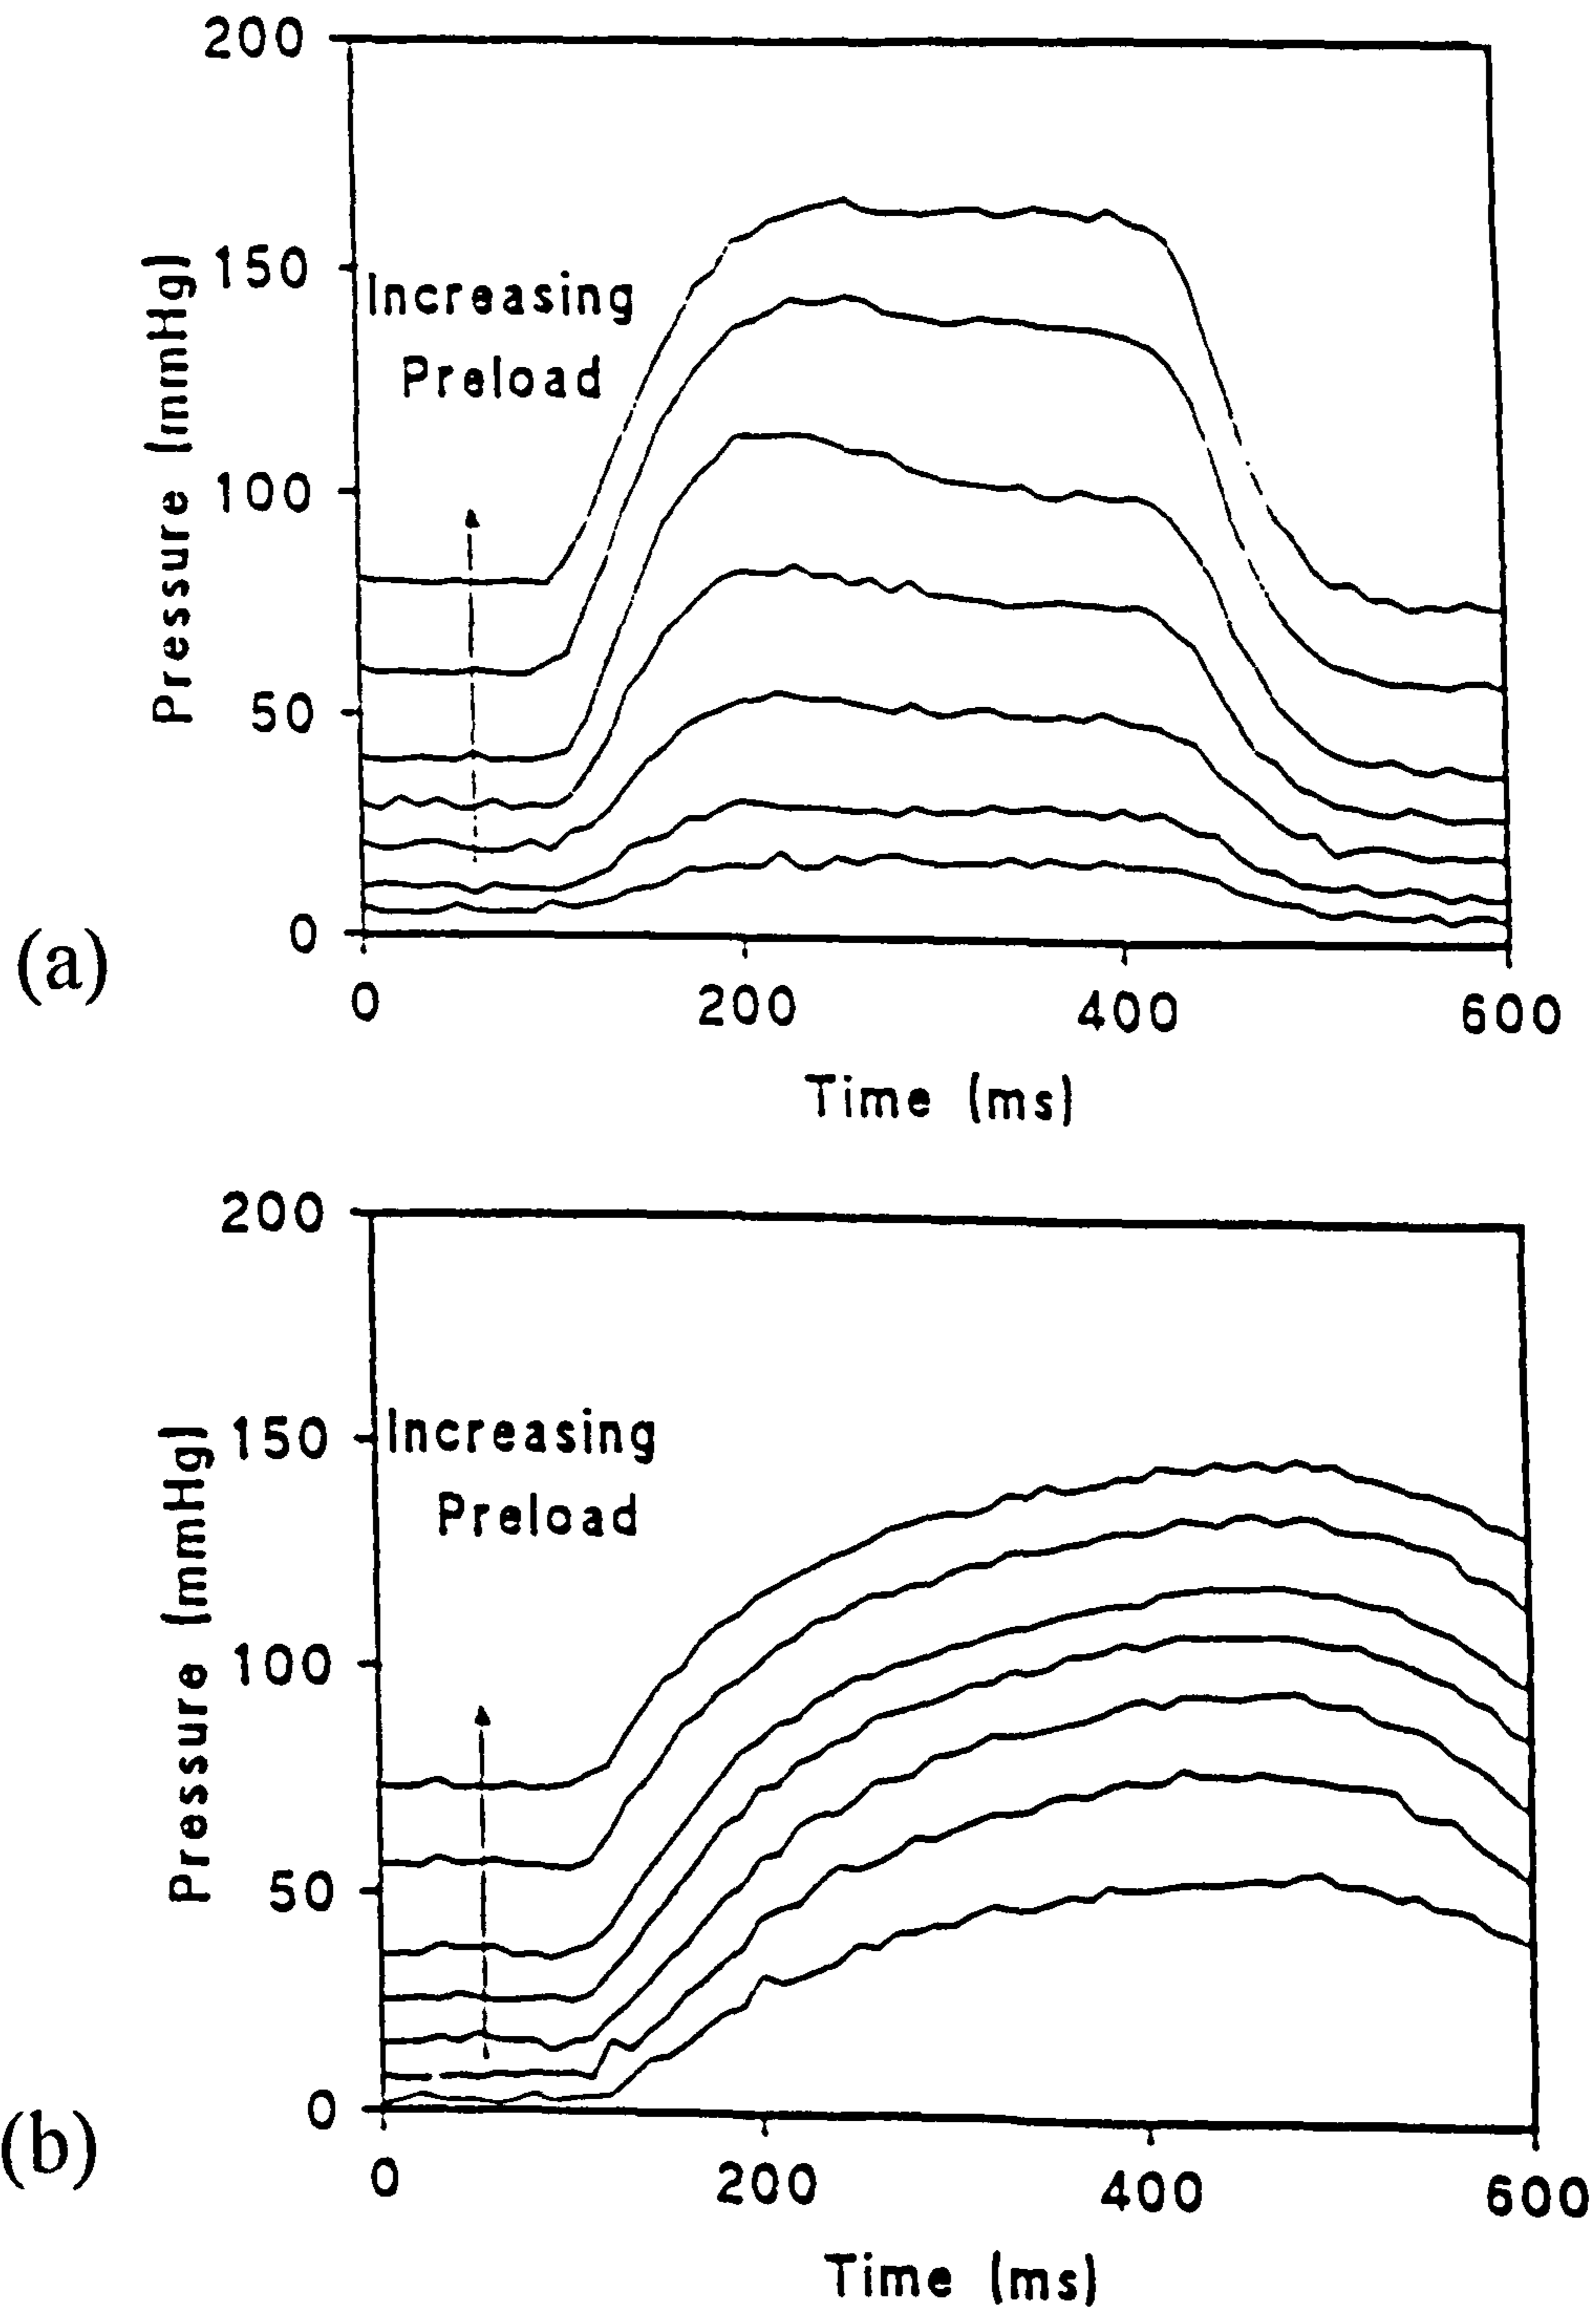 200
150
100
50
0
Pressure (mmHg)
Increasing
Preload
(a)
0 200 400 600
Time (ms)
200
150
100
50
0
Pressure (mmHg)
Increasing
Preload
(b)
0 200 400 600
Time (ms)